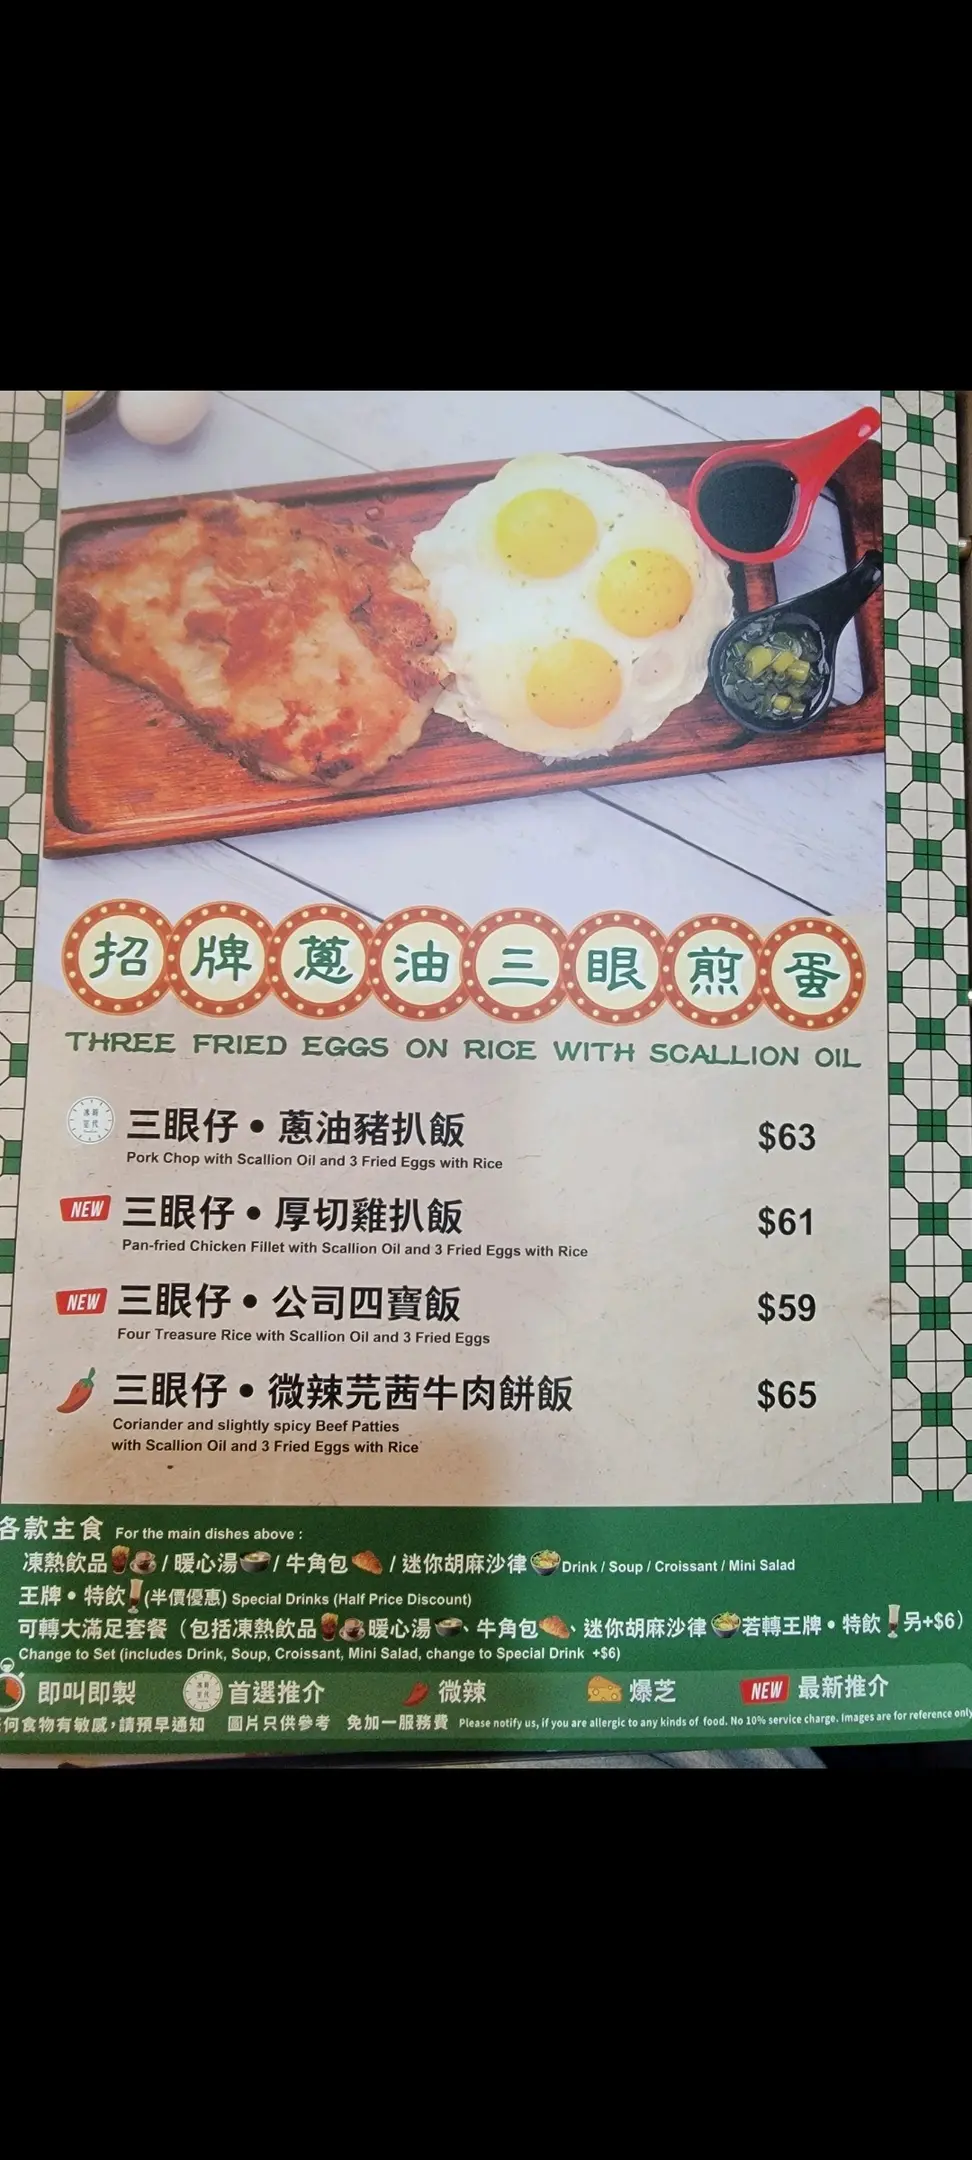 招牌蔥油三眼煎蛋
THREE FRIED EGGS ON RICE WITH SCALLION OIL
三眼仔•蔥油豬扒飯 $63
Pork Chop with Scallion Oil and 3 Fried Eggs with Rice
NEW 三眼仔•厚切雞扒飯 $61
Pan-fried Chicken Fillet with Scallion Oil and 3 Fried Eggs with Rice
NEW 三眼仔•公司四寶飯 $59
Four Treasure Rice with Scallion Oil and 3 Fried Eggs
三眼仔•微辣芫茜牛肉餅飯 $65
Coriander and slightly spicy Beef Patties
with Scallion Oil and 3 Fried Eggs with Rice
各款主食 For the main dishes above :
凍熱飲品 / 暖心湯 / 牛角包 / 迷你胡麻沙律 Drink / Soup / Croissant / Mini Salad
王牌•特飲 (半價優惠) Special Drinks (Half Price Discount)
可轉大滿足套餐（包括凍熱飲品 暖心湯、牛角包、迷你胡麻沙律 若轉王牌•特飲 另+$6）
Change to Set (includes Drink, Soup, Croissant, Mini Salad, change to Special Drink +$6)
即叫即製 首選推介 微辣 爆芝 NEW 最新推介
何食物有敏感，請預早通知 圖片只供參考 免加一服務費 Please notify us, if you are allergic to any kinds of food. No 10% service charge. Images are for reference only